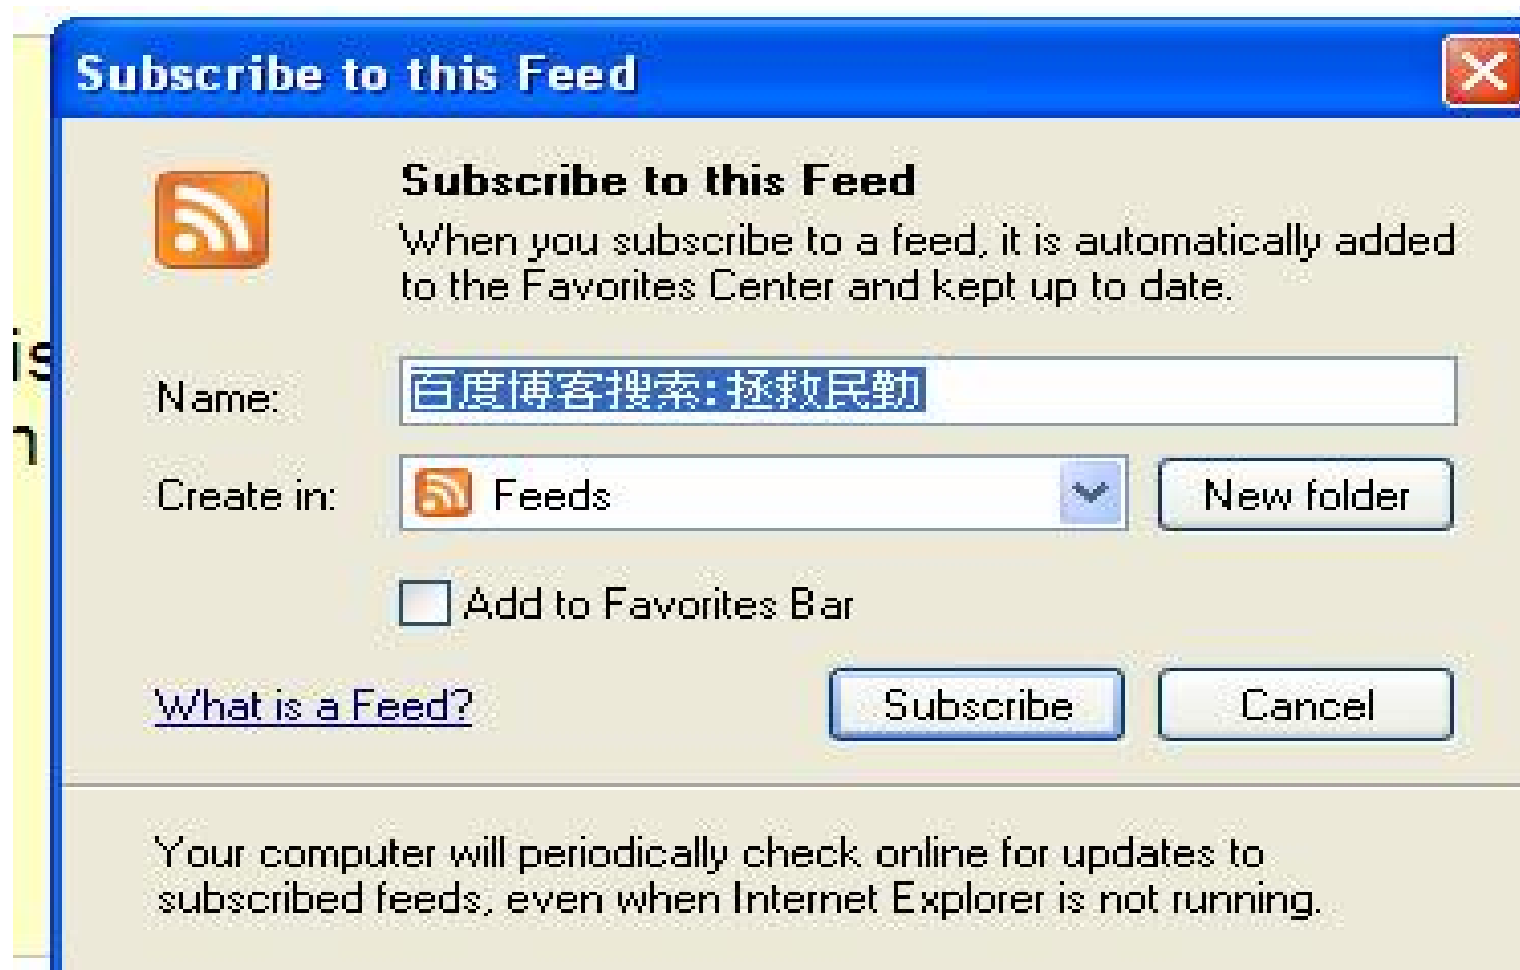 Subscribe to this Feed
Subscribe to this Feed
When you subscribe to a feed, it is automatically added
to the Favorites Center and kept up to date.
is
Name: 百度博客搜索:拯救民勤
n
Create in: Feeds New folder
Add to Favorites Bar
What is a Feed? Subscribe Cancel
Your computer will periodically check online for updates to
subscribed feeds, even when Internet Explorer is not running.